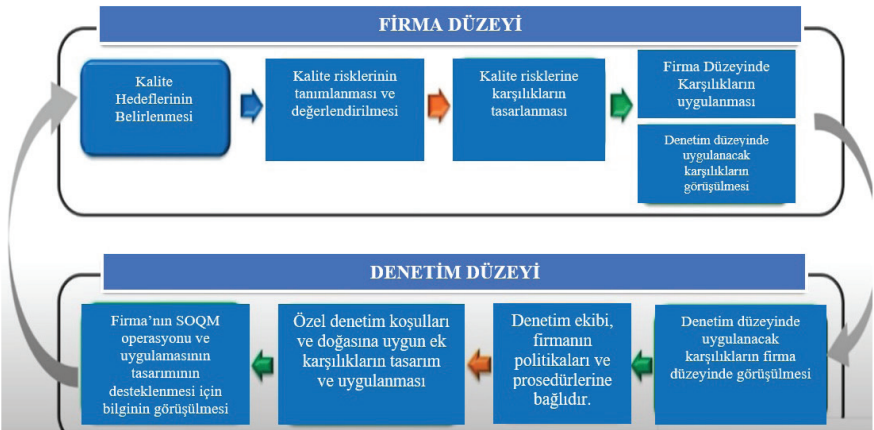 FİRMA DÜZEYİ
Kalite
Hedeflerinin
Belirlenmesi
Kalite risklerinin
tanımlanması ve
değerlendirilmesi
Kalite risklerine
karşılıkların
tasarlanması
Firma Düzeyinde
Karşılıkların
uygulanması
Denetim düzeyinde
uygulanacak
karşılıkların
görüşülmesi
DENETİM DÜZEYİ
Firma’nın SOQM
operasyonu ve
uygulamasının
tasarımının
desteklenmesi için
bilginin görüşülmesi
Özel denetim koşulları
ve doğasına uygun ek
karşılıkların tasarım
ve uygulanması
Denetim ekibi,
firmanın
politikaları ve
prosedürlerine
bağlıdır.
Denetim düzeyinde
uygulanacak
karşılıkların firma
düzeyinde görüşülmesi